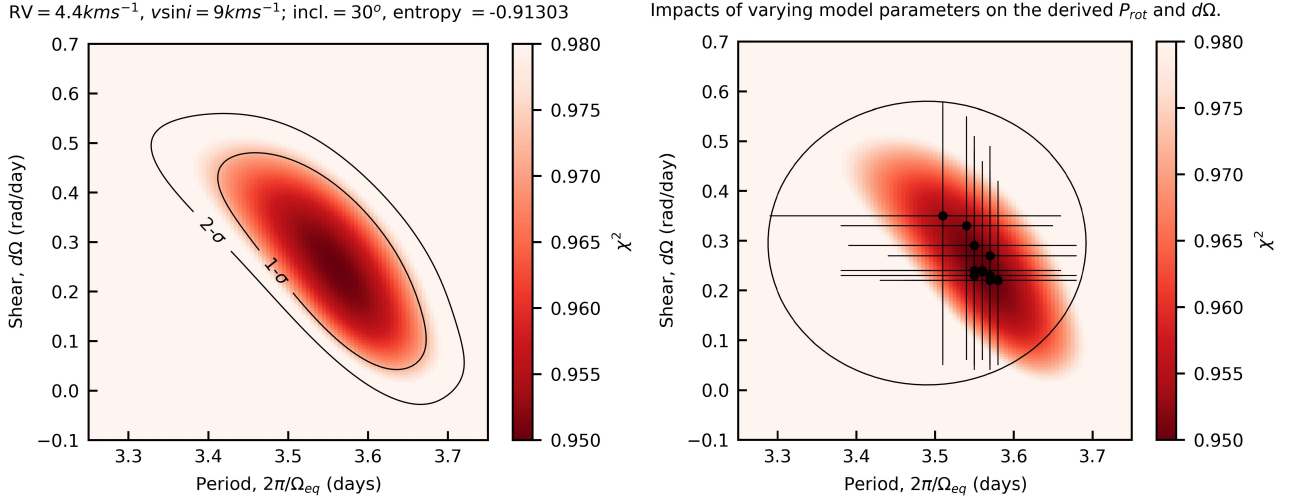 RV = 4.4kms⁻¹, vsini = 9kms⁻¹; incl. = 30°, entropy = -0.91303
0.7
0.6
0.5
0.4
0.3
0.2
0.1
0.0
−0.1
Shear, dΩ (rad/day)
2-σ
1-σ
3.3 3.4 3.5 3.6 3.7
Period, 2π/Ω_eq (days)
0.980
0.975
0.970
0.965
0.960
0.955
0.950
χ²
Impacts of varying model parameters on the derived P_rot and dΩ.
0.7
0.6
0.5
0.4
0.3
0.2
0.1
0.0
−0.1
Shear, dΩ (rad/day)
3.3 3.4 3.5 3.6 3.7
Period, 2π/Ω_eq (days)
0.980
0.975
0.970
0.965
0.960
0.955
0.950
χ²